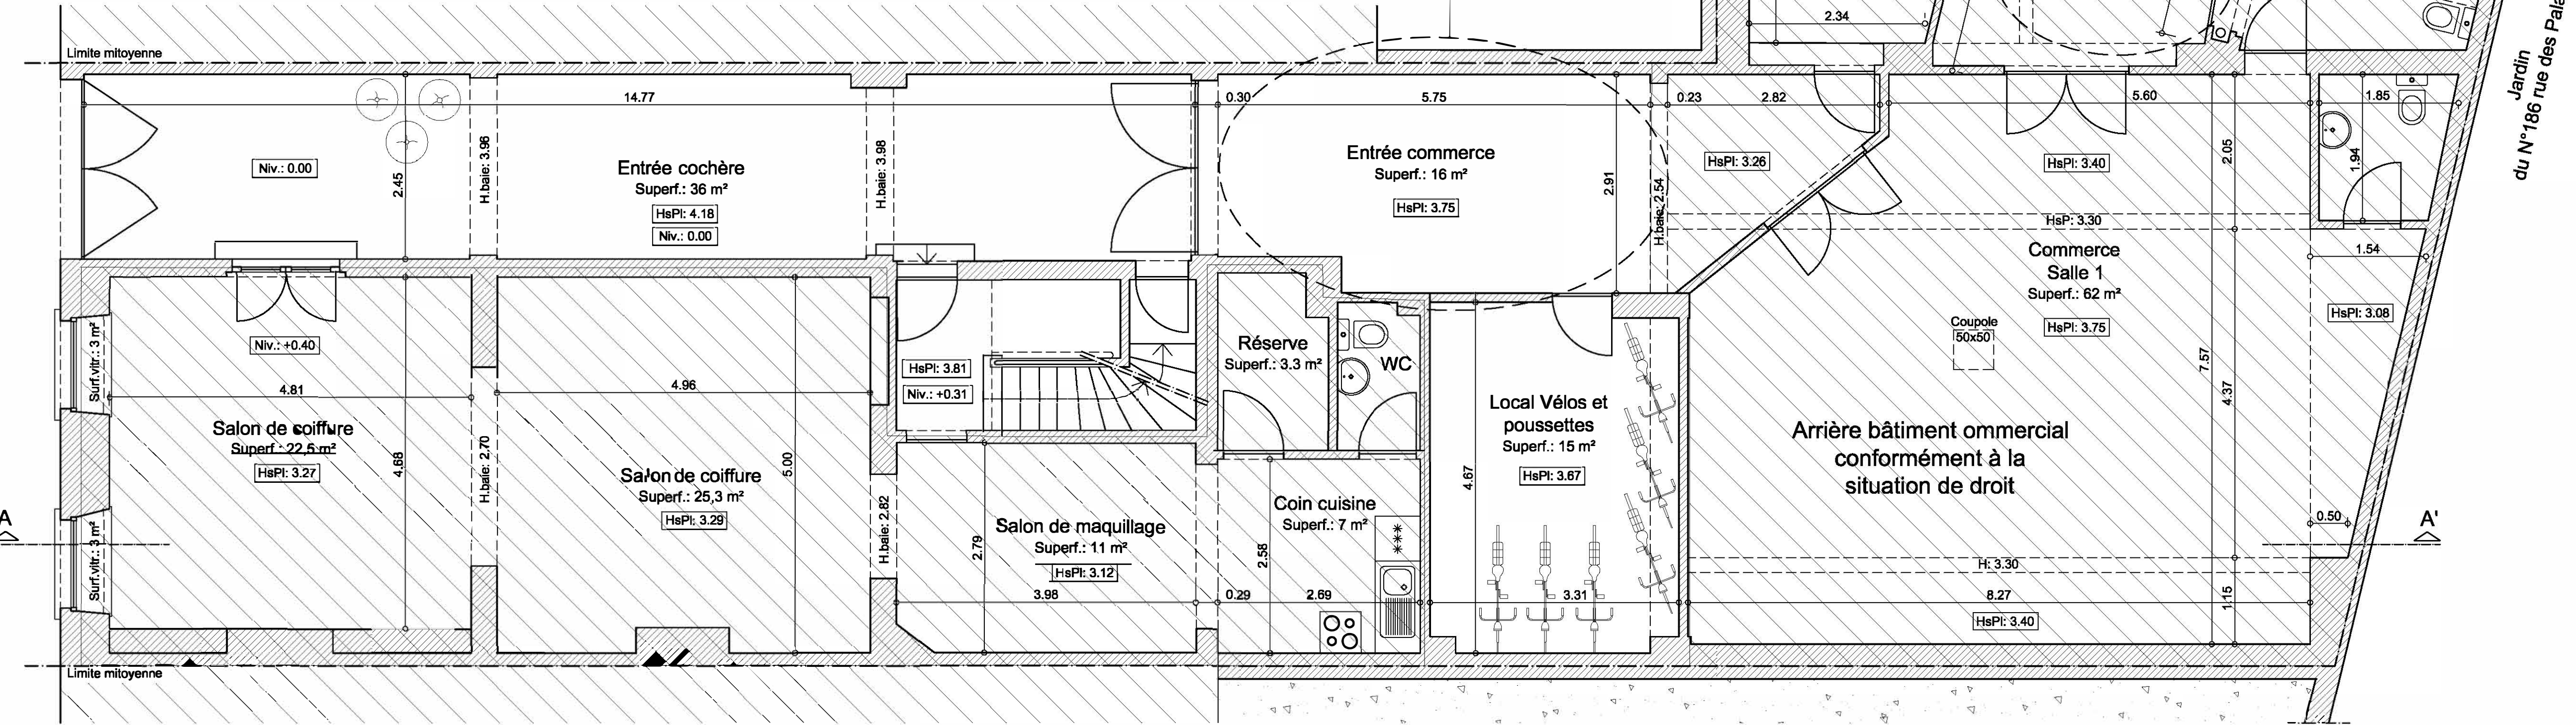 Limite mitoyenne
14.77
0.30
5.75
0.23
2.82
2.34
5.60
1.85
Jardin
du N°186 rue des Pala
Niv.: 0.00
2.45
H.baie: 3.96
Entrée cochère
Superf.: 36 m²
HsPl: 4.18
Niv.: 0.00
H.baie: 3.98
Entrée commerce
Superf.: 16 m²
HsPl: 3.75
2.91
H.baie: 2.54
HsPl: 3.26
HsPl: 3.40
2.05
1.94
HsP: 3.30
Commerce
Salle 1
Superf.: 62 m²
HsPl: 3.75
Coupole
50x50
1.54
HsPl: 3.08
7.57
4.37
Surf.vitr.: 3 m²
Niv.: +0.40
4.81
Salon de coiffure
Superf.: 22,5 m²
HsPl: 3.27
4.68
H.baie: 2.70
4.96
Salon de coiffure
Superf.: 25,3 m²
HsPl: 3.29
5.00
H.baie: 2.82
HsPl: 3.81
Niv.: +0.31
Réserve
Superf.: 3.3 m²
WC
Local Vélos et
poussettes
Superf.: 15 m²
HsPl: 3.67
4.67
Arrière bâtiment ommercial
conformément à la
situation de droit
Salon de maquillage
Superf.: 11 m²
HsPl: 3.12
2.79
3.98
Coin cuisine
Superf.: 7 m²
2.58
0.29
2.69
3.31
0.50
A
A'
Surf.vitr.: 3 m²
H: 3.30
8.27
HsPl: 3.40
1.15
Limite mitoyenne